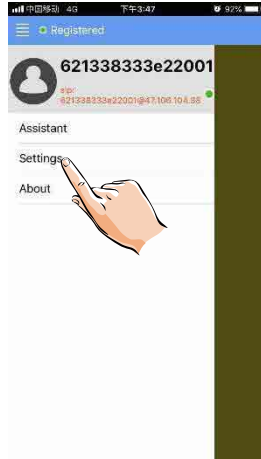 中国移动 4G 下午3:47 92%
Registered
621338333e22001
sip:
621338333e22001@47.106.104.88
Assistant
Settings
About